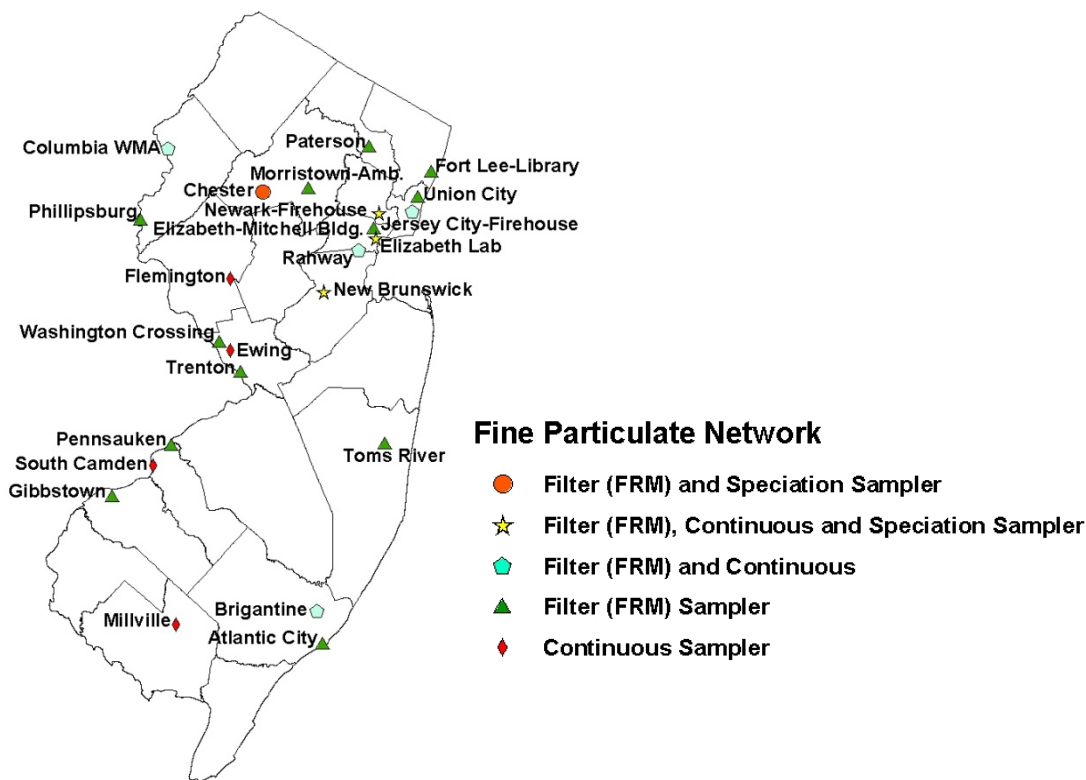 Columbia WMA
Paterson
Fort Lee-Library
Morristown-Amb.
Chester
Union City
Newark-Firehouse
Phillipsburg
Jersey City-Firehouse
Elizabeth-Mitchell Bldg.
Elizabeth Lab
Rahway
Flemington
New Brunswick
Washington Crossing
Ewing
Trenton
Pennsauken
Toms River
South Camden
Gibbstown
Brigantine
Millville
Atlantic City
Fine Particulate Network
Filter (FRM) and Speciation Sampler
Filter (FRM), Continuous and Speciation Sampler
Filter (FRM) and Continuous
Filter (FRM) Sampler
Continuous Sampler